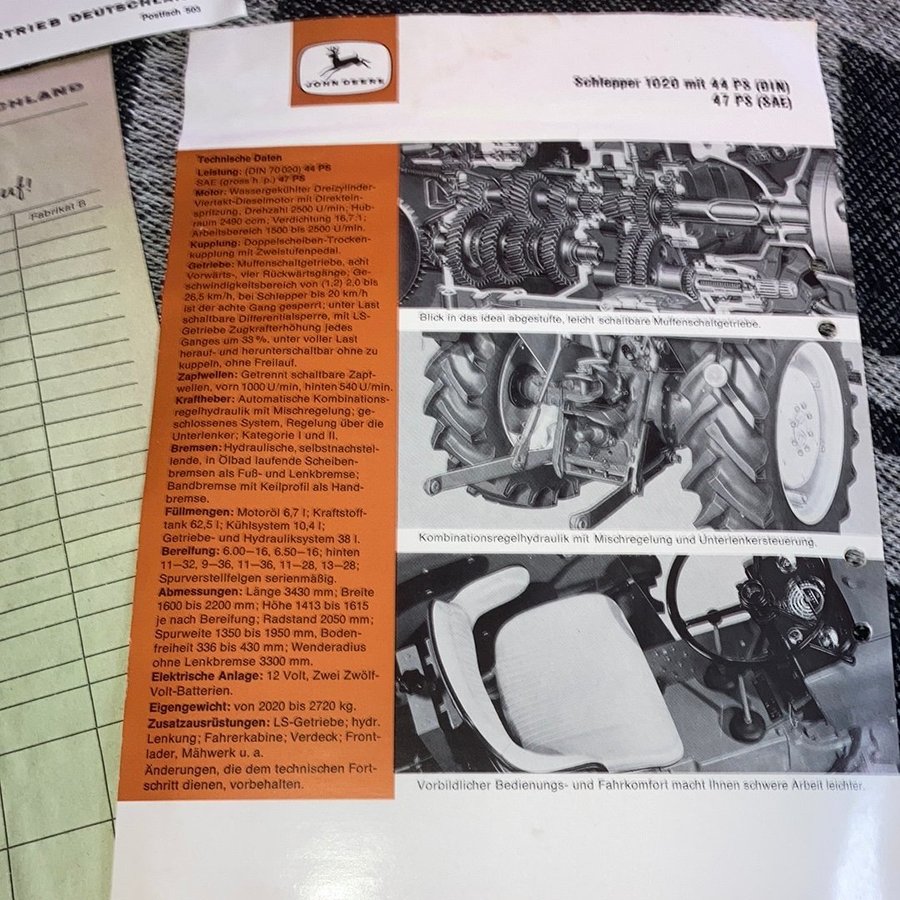 RTRIEB DEUTSCHLAND
Postfach 503
CHLAND
Fabrikat B
JOHN DEERE
Schlepper 1020 mit 44 PS (DIN)
47 PS (SAE)
Technische Daten
Leistung: (DIN 70020) 44 PS
SAE (gross h. p.) 47 PS
Motor: Wassergekühlter Dreizylinder-
Viertakt-Dieselmotor mit Direktein-
spritzung, Drehzahl 2500 U/min; Hub-
raum 2490 ccm; Verdichtung 16,7:1;
Arbeitsbereich 1500 bis 2500 U/min.
Kupplung: Doppelscheiben-Trocken-
kupplung mit Zweistufenpedal.
Getriebe: Muffenschaltgetriebe, acht
Vorwärts-, vier Rückwärtsgänge; Ge-
schwindigkeitsbereich von (1,2) 2,0 bis
26,5 km/h, bei Schlepper bis 20 km/h
ist der achte Gang gesperrt; unter Last
schaltbare Differentialsperre, mit LS-
Getriebe Zugkrafterhöhung jedes
Ganges um 33 %, unter voller Last
herauf- und herunterschaltbar ohne zu
kuppeln, ohne Freilauf.
Zapfwellen: Getrennt schaltbare Zapf-
wellen, vorn 1000 U/min, hinten 540 U/min.
Kraftheber: Automatische Kombinations-
regelhydraulik mit Mischregelung; ge-
schlossenes System, Regelung über die
Unterlenker; Kategorie I und II.
Bremsen: Hydraulische, selbstnachstel-
lende, in Ölbad laufende Scheiben-
bremsen als Fuß- und Lenkbremse;
Bandbremse mit Keilprofil als Hand-
bremse.
Füllmengen: Motoröl 6,7 l; Kraftstoff-
tank 62,5 l; Kühlsystem 10,4 l;
Getriebe- und Hydrauliksystem 38 l.
Bereifung: 6.00—16, 6.50—16; hinten
11—32, 9—36, 11—36, 11—28, 13—28;
Spurverstellfelgen serienmäßig.
Abmessungen: Länge 3430 mm; Breite
1600 bis 2200 mm; Höhe 1413 bis 1615
je nach Bereifung; Radstand 2050 mm;
Spurweite 1350 bis 1950 mm, Boden-
freiheit 336 bis 430 mm; Wenderadius
ohne Lenkbremse 3300 mm.
Elektrische Anlage: 12 Volt, Zwei Zwölf-
Volt-Batterien.
Eigengewicht: von 2020 bis 2720 kg.
Zusatzausrüstungen: LS-Getriebe; hydr.
Lenkung; Fahrerkabine; Verdeck; Front-
lader, Mähwerk u. a.
Änderungen, die dem technischen Fort-
schritt dienen, vorbehalten.
Blick in das ideal abgestufte, leicht schaltbare Muffenschaltgetriebe.
Kombinationsregelhydraulik mit Mischregelung und Unterlenkersteuerung.
Vorbildlicher Bedienungs- und Fahrkomfort macht Ihnen schwere Arbeit leichter.